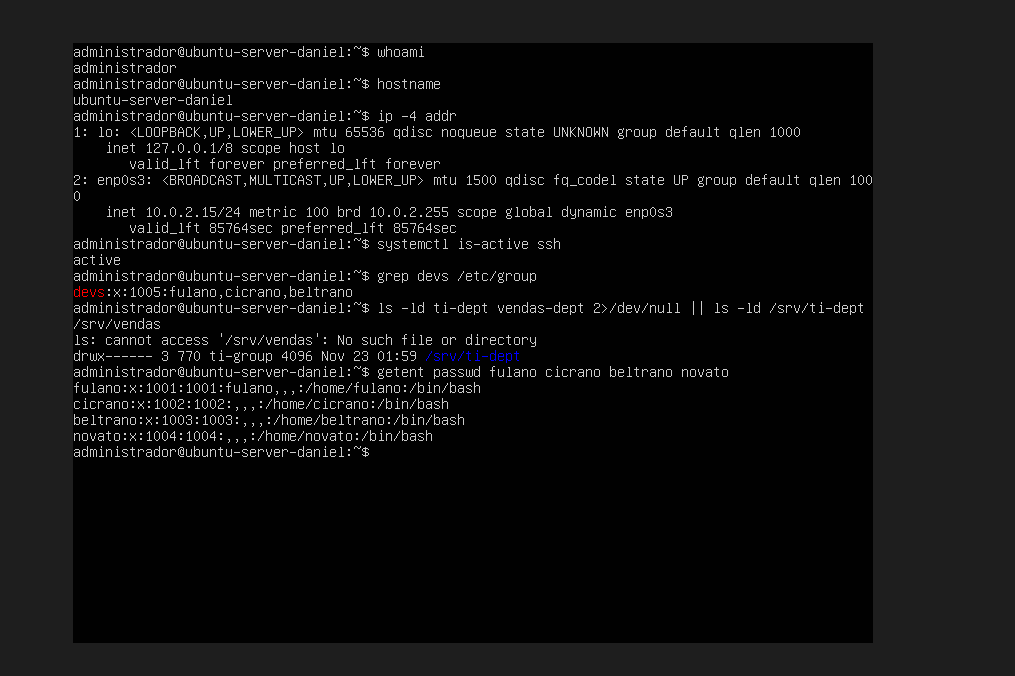 administrador@ubuntu-server-daniel:~$ whoami
administrador
administrador@ubuntu-server-daniel:~$ hostname
ubuntu-server-daniel
administrador@ubuntu-server-daniel:~$ ip -4 addr
1: lo: <LOOPBACK,UP,LOWER_UP> mtu 65536 qdisc noqueue state UNKNOWN group default qlen 1000
    inet 127.0.0.1/8 scope host lo
       valid_lft forever preferred_lft forever
2: enp0s3: <BROADCAST,MULTICAST,UP,LOWER_UP> mtu 1500 qdisc fq_codel state UP group default qlen 100
0
    inet 10.0.2.15/24 metric 100 brd 10.0.2.255 scope global dynamic enp0s3
       valid_lft 85764sec preferred_lft 85764sec
administrador@ubuntu-server-daniel:~$ systemctl is-active ssh
active
administrador@ubuntu-server-daniel:~$ grep devs /etc/group
devs:x:1005:fulano,cicrano,beltrano
administrador@ubuntu-server-daniel:~$ ls -ld ti-dept vendas-dept 2>/dev/null || ls -ld /srv/ti-dept
/srv/vendas
ls: cannot access '/srv/vendas': No such file or directory
drwx------ 3 770 ti-group 4096 Nov 23 01:59 /srv/ti-dept
administrador@ubuntu-server-daniel:~$ getent passwd fulano cicrano beltrano novato
fulano:x:1001:1001:fulano,,,:/home/fulano:/bin/bash
cicrano:x:1002:1002:,,,:/home/cicrano:/bin/bash
beltrano:x:1003:1003:,,,:/home/beltrano:/bin/bash
novato:x:1004:1004:,,,:/home/novato:/bin/bash
administrador@ubuntu-server-daniel:~$